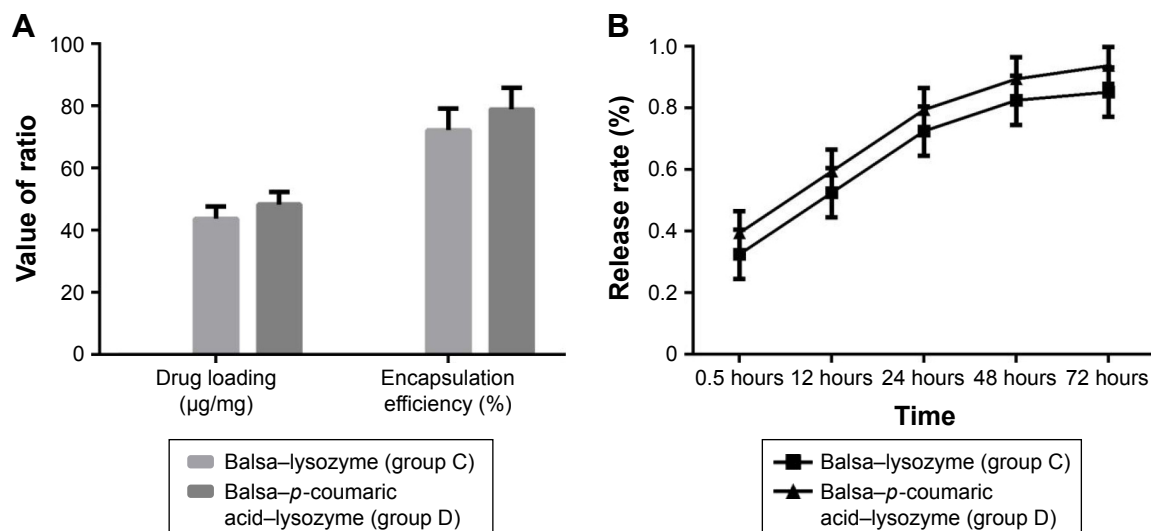 A
Value of ratio
100
80
60
40
20
0
Drug loading
(µg/mg)
Encapsulation
efficiency (%)
Balsa–lysozyme (group C)
Balsa–p-coumaric
acid–lysozyme (group D)
B
Release rate (%)
1.0
0.8
0.6
0.4
0.2
0
0.5 hours 12 hours 24 hours 48 hours 72 hours
Time
Balsa–lysozyme (group C)
Balsa–p-coumaric
acid–lysozyme (group D)